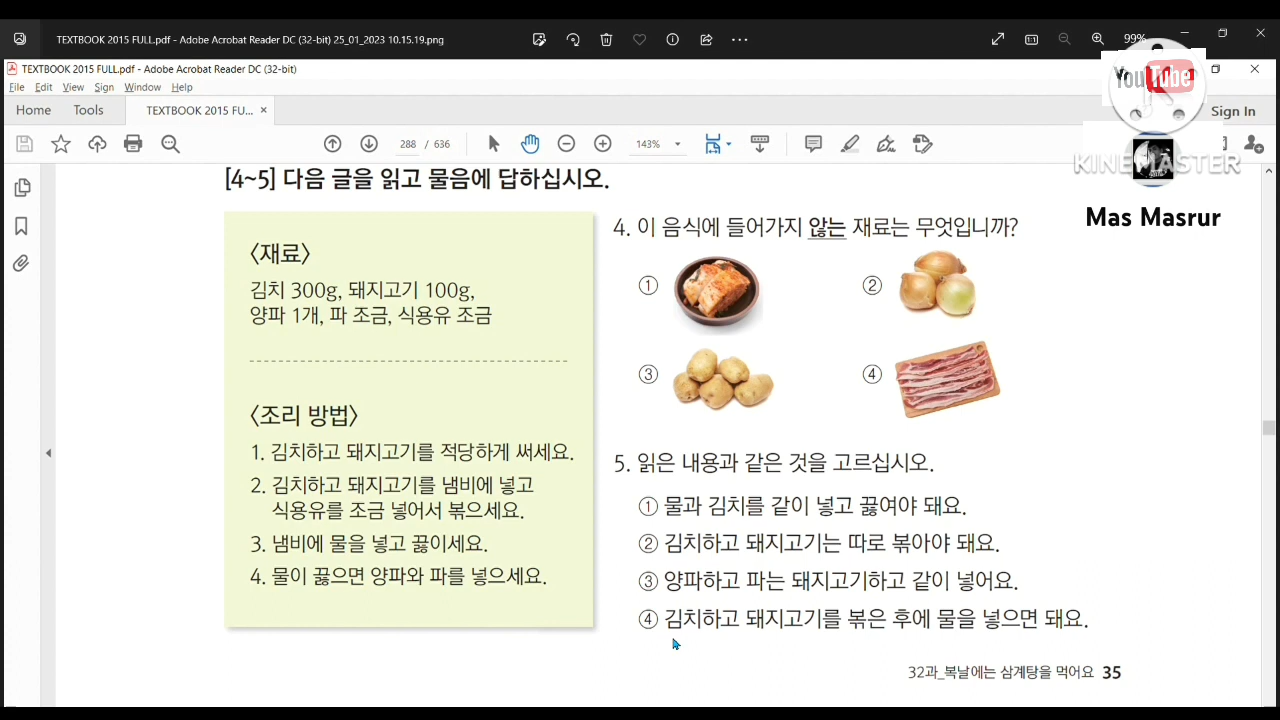 TEXTBOOK 2015 FULL.pdf - Adobe Acrobat Reader DC (32-bit) 25_01_2023 10.15.19.png
99%
TEXTBOOK 2015 FULL.pdf - Adobe Acrobat Reader DC (32-bit)
File Edit View Sign Window Help
Home Tools TEXTBOOK 2015 FU... ×
Sign In
YouTube
288 / 636
143%
KINEMASTER
Mas Masrur
[4~5] 다음 글을 읽고 물음에 답하십시오.
〈재료〉
김치 300g, 돼지고기 100g,
양파 1개, 파 조금, 식용유 조금
〈조리 방법〉
1. 김치하고 돼지고기를 적당하게 써세요.
2. 김치하고 돼지고기를 냄비에 넣고
식용유를 조금 넣어서 볶으세요.
3. 냄비에 물을 넣고 끓이세요.
4. 물이 끓으면 양파와 파를 넣으세요.
4. 이 음식에 들어가지 않는 재료는 무엇입니까?
①
②
③
④
5. 읽은 내용과 같은 것을 고르십시오.
① 물과 김치를 같이 넣고 끓여야 돼요.
② 김치하고 돼지고기는 따로 볶아야 돼요.
③ 양파하고 파는 돼지고기하고 같이 넣어요.
④ 김치하고 돼지고기를 볶은 후에 물을 넣으면 돼요.
32과_복날에는 삼계탕을 먹어요 35